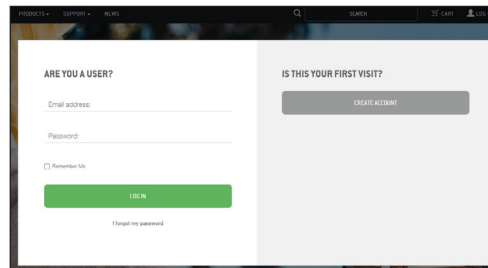 PRODUCTS SUPPORT NEWS SEARCH CART LOG
ARE YOU A USER?
Email address:
Password:
Remember Me
LOG IN
I forgot my password
IS THIS YOUR FIRST VISIT?
CREATE ACCOUNT